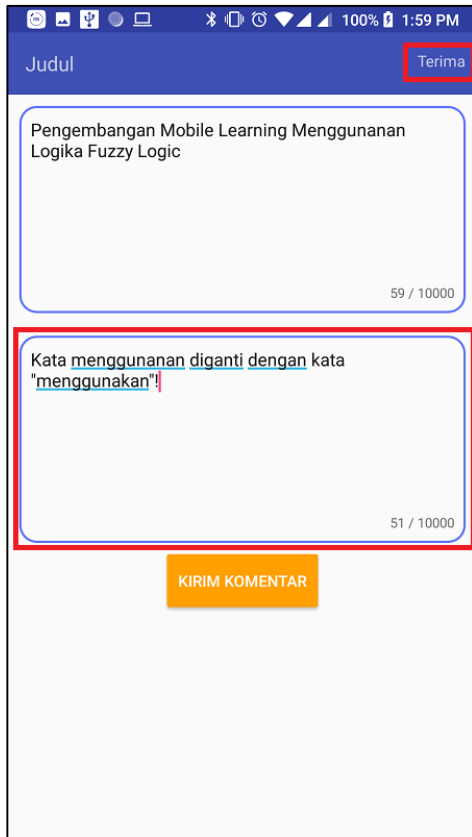 100% 1:59 PM
Judul Terima
Pengembangan Mobile Learning Menggunanan
Logika Fuzzy Logic
59 / 10000
Kata menggunanan diganti dengan kata
"menggunakan"!
51 / 10000
KIRIM KOMENTAR